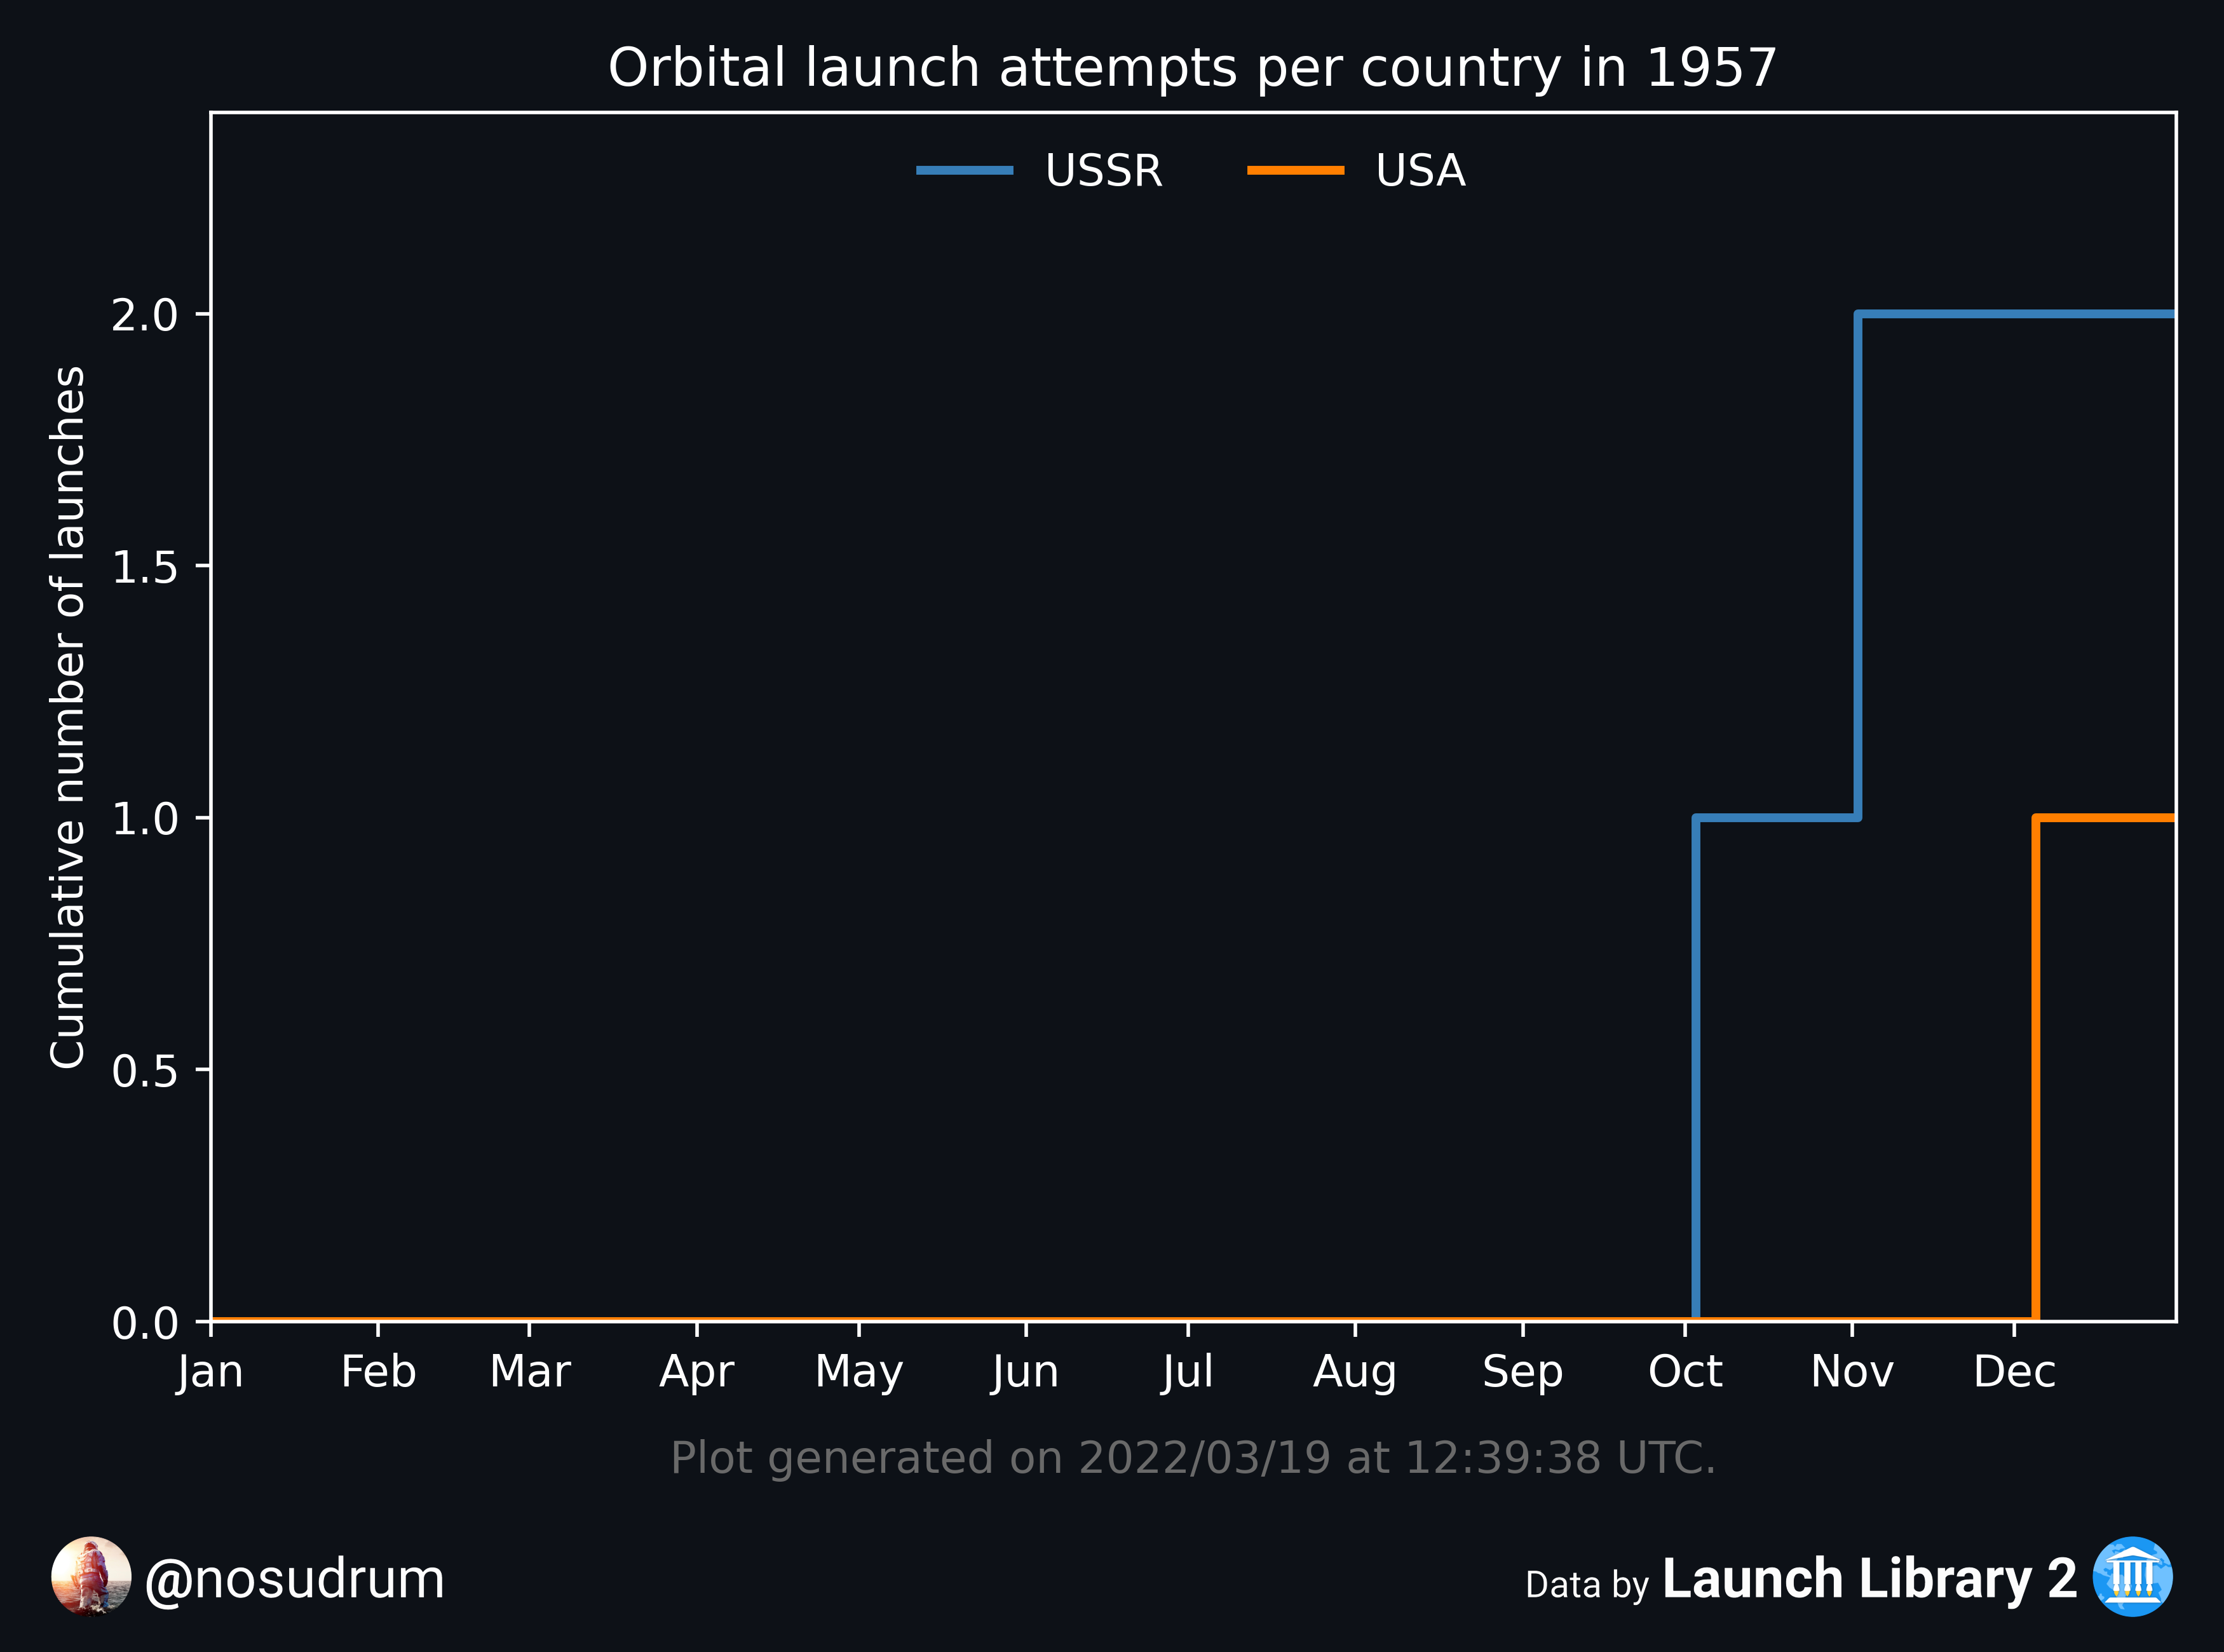 Orbital launch attempts per country in 1957
USSR USA
Cumulative number of launches
2.0
1.5
1.0
0.5
0.0
Jan Feb Mar Apr May Jun Jul Aug Sep Oct Nov Dec
Plot generated on 2022/03/19 at 12:39:38 UTC.
@nosudrum
Data by Launch Library 2